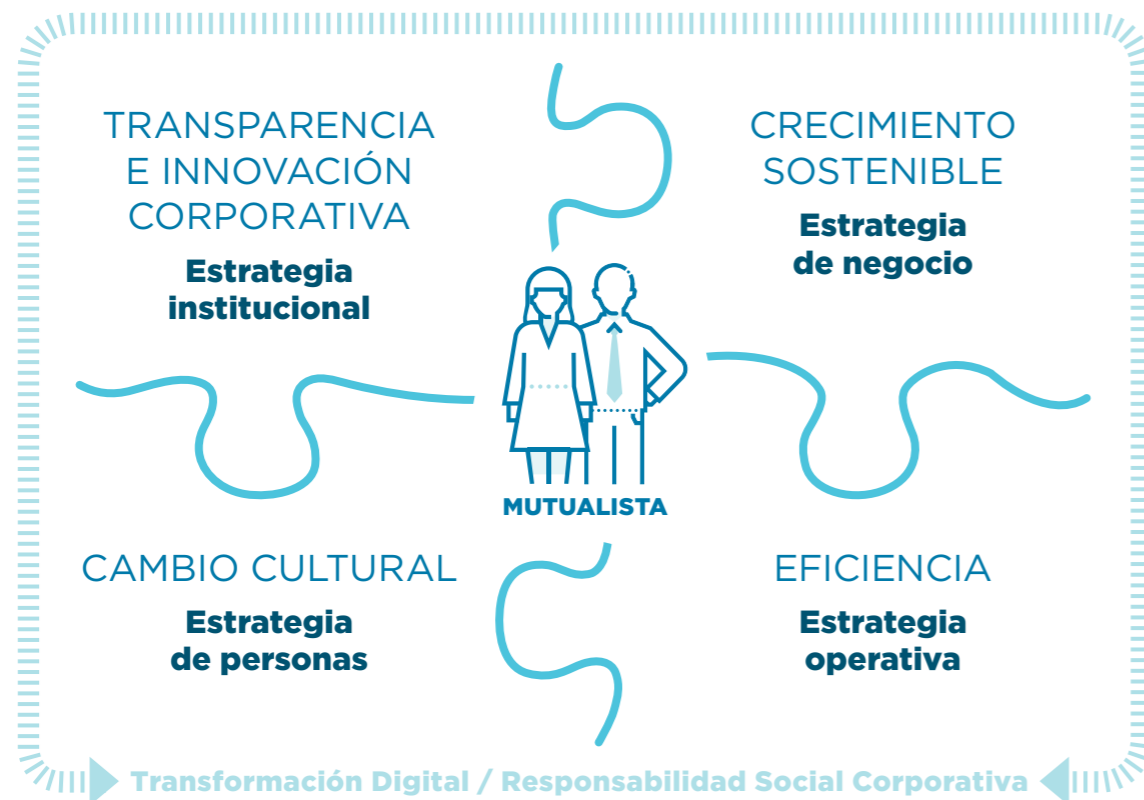 TRANSPARENCIA
E INNOVACIÓN
CORPORATIVA
Estrategia
institucional
CRECIMIENTO
SOSTENIBLE
Estrategia
de negocio
MUTUALISTA
CAMBIO CULTURAL
Estrategia
de personas
EFICIENCIA
Estrategia
operativa
Transformación Digital / Responsabilidad Social Corporativa